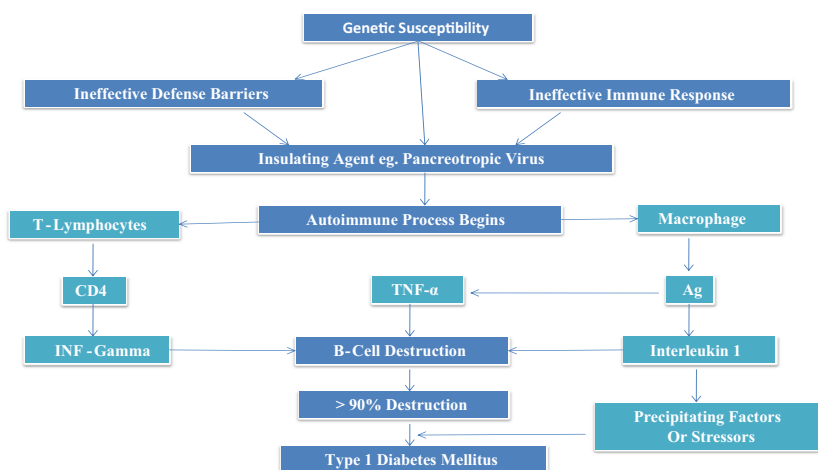 Genetic Susceptibility
Ineffective Defense Barriers
Ineffective Immune Response
Insulating Agent eg. Pancreotropic Virus
T-Lymphocytes
Autoimmune Process Begins
Macrophage
CD4
TNF-α
Ag
INF-Gamma
B-Cell Destruction
Interleukin 1
> 90% Destruction
Precipitating Factors
Or Stressors
Type 1 Diabetes Mellitus